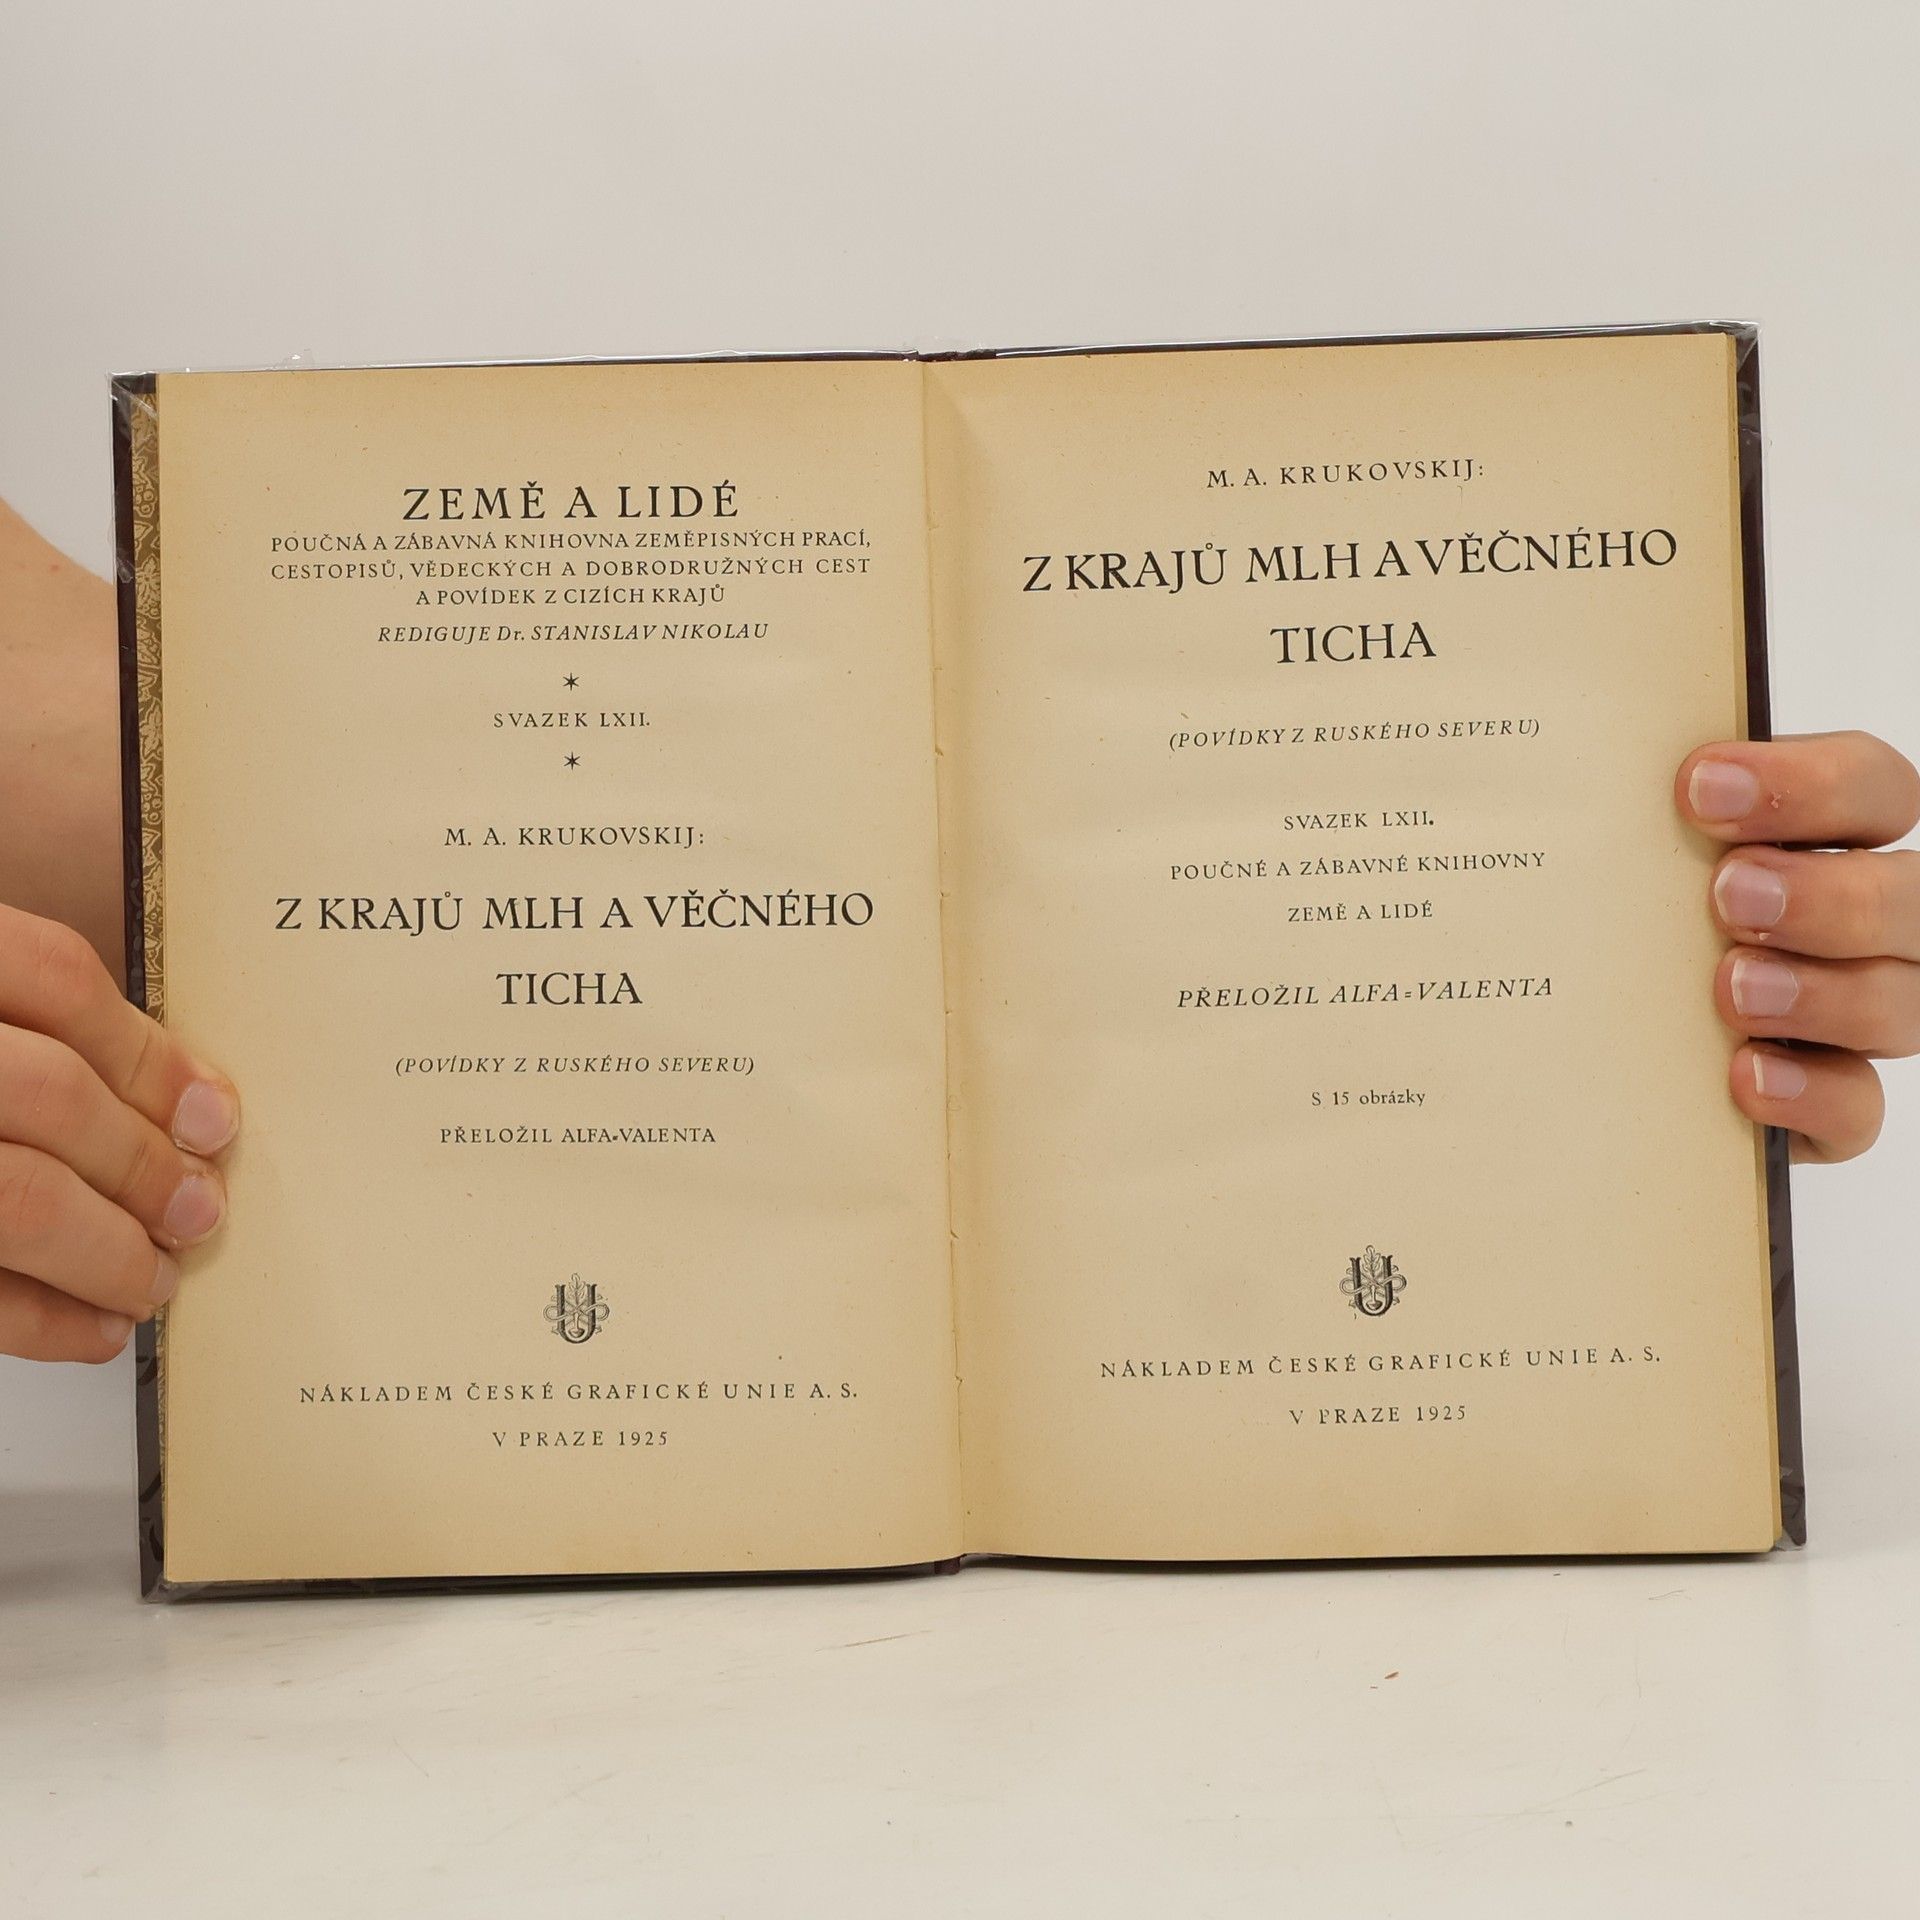 ZEMĚ A LIDÉ
POUČNÁ A ZÁBAVNÁ KNIHOVNA ZEMĚPISNÝCH PRACÍ,
CESTOPISŮ, VĚDECKÝCH A DOBRODRUŽNÝCH CEST
A POVÍDEK Z CIZÍCH KRAJŮ
REDIGUJE Dr. STANISLAV NIKOLAU
*
SVAZEK LXII.
*
M. A. KRUKOVSKIJ:
Z KRAJŮ MLH A VĚČNÉHO
TICHA
(POVÍDKY Z RUSKÉHO SEVERU)
PŘELOŽIL ALFA=VALENTA
U
NÁKLADEM ČESKÉ GRAFICKÉ UNIE A. S.
V PRAZE 1925
M. A. KRUKOVSKIJ:
Z KRAJŮ MLH A VĚČNÉHO
TICHA
(POVÍDKY Z RUSKÉHO SEVERU)
SVAZEK LXII.
POUČNÉ A ZÁBAVNÉ KNIHOVNY
ZEMĚ A LIDÉ
PŘELOŽIL ALFA=VALENTA
S 15 obrázky
U
NÁKLADEM ČESKÉ GRAFICKÉ UNIE A. S.
V PRAZE 1925